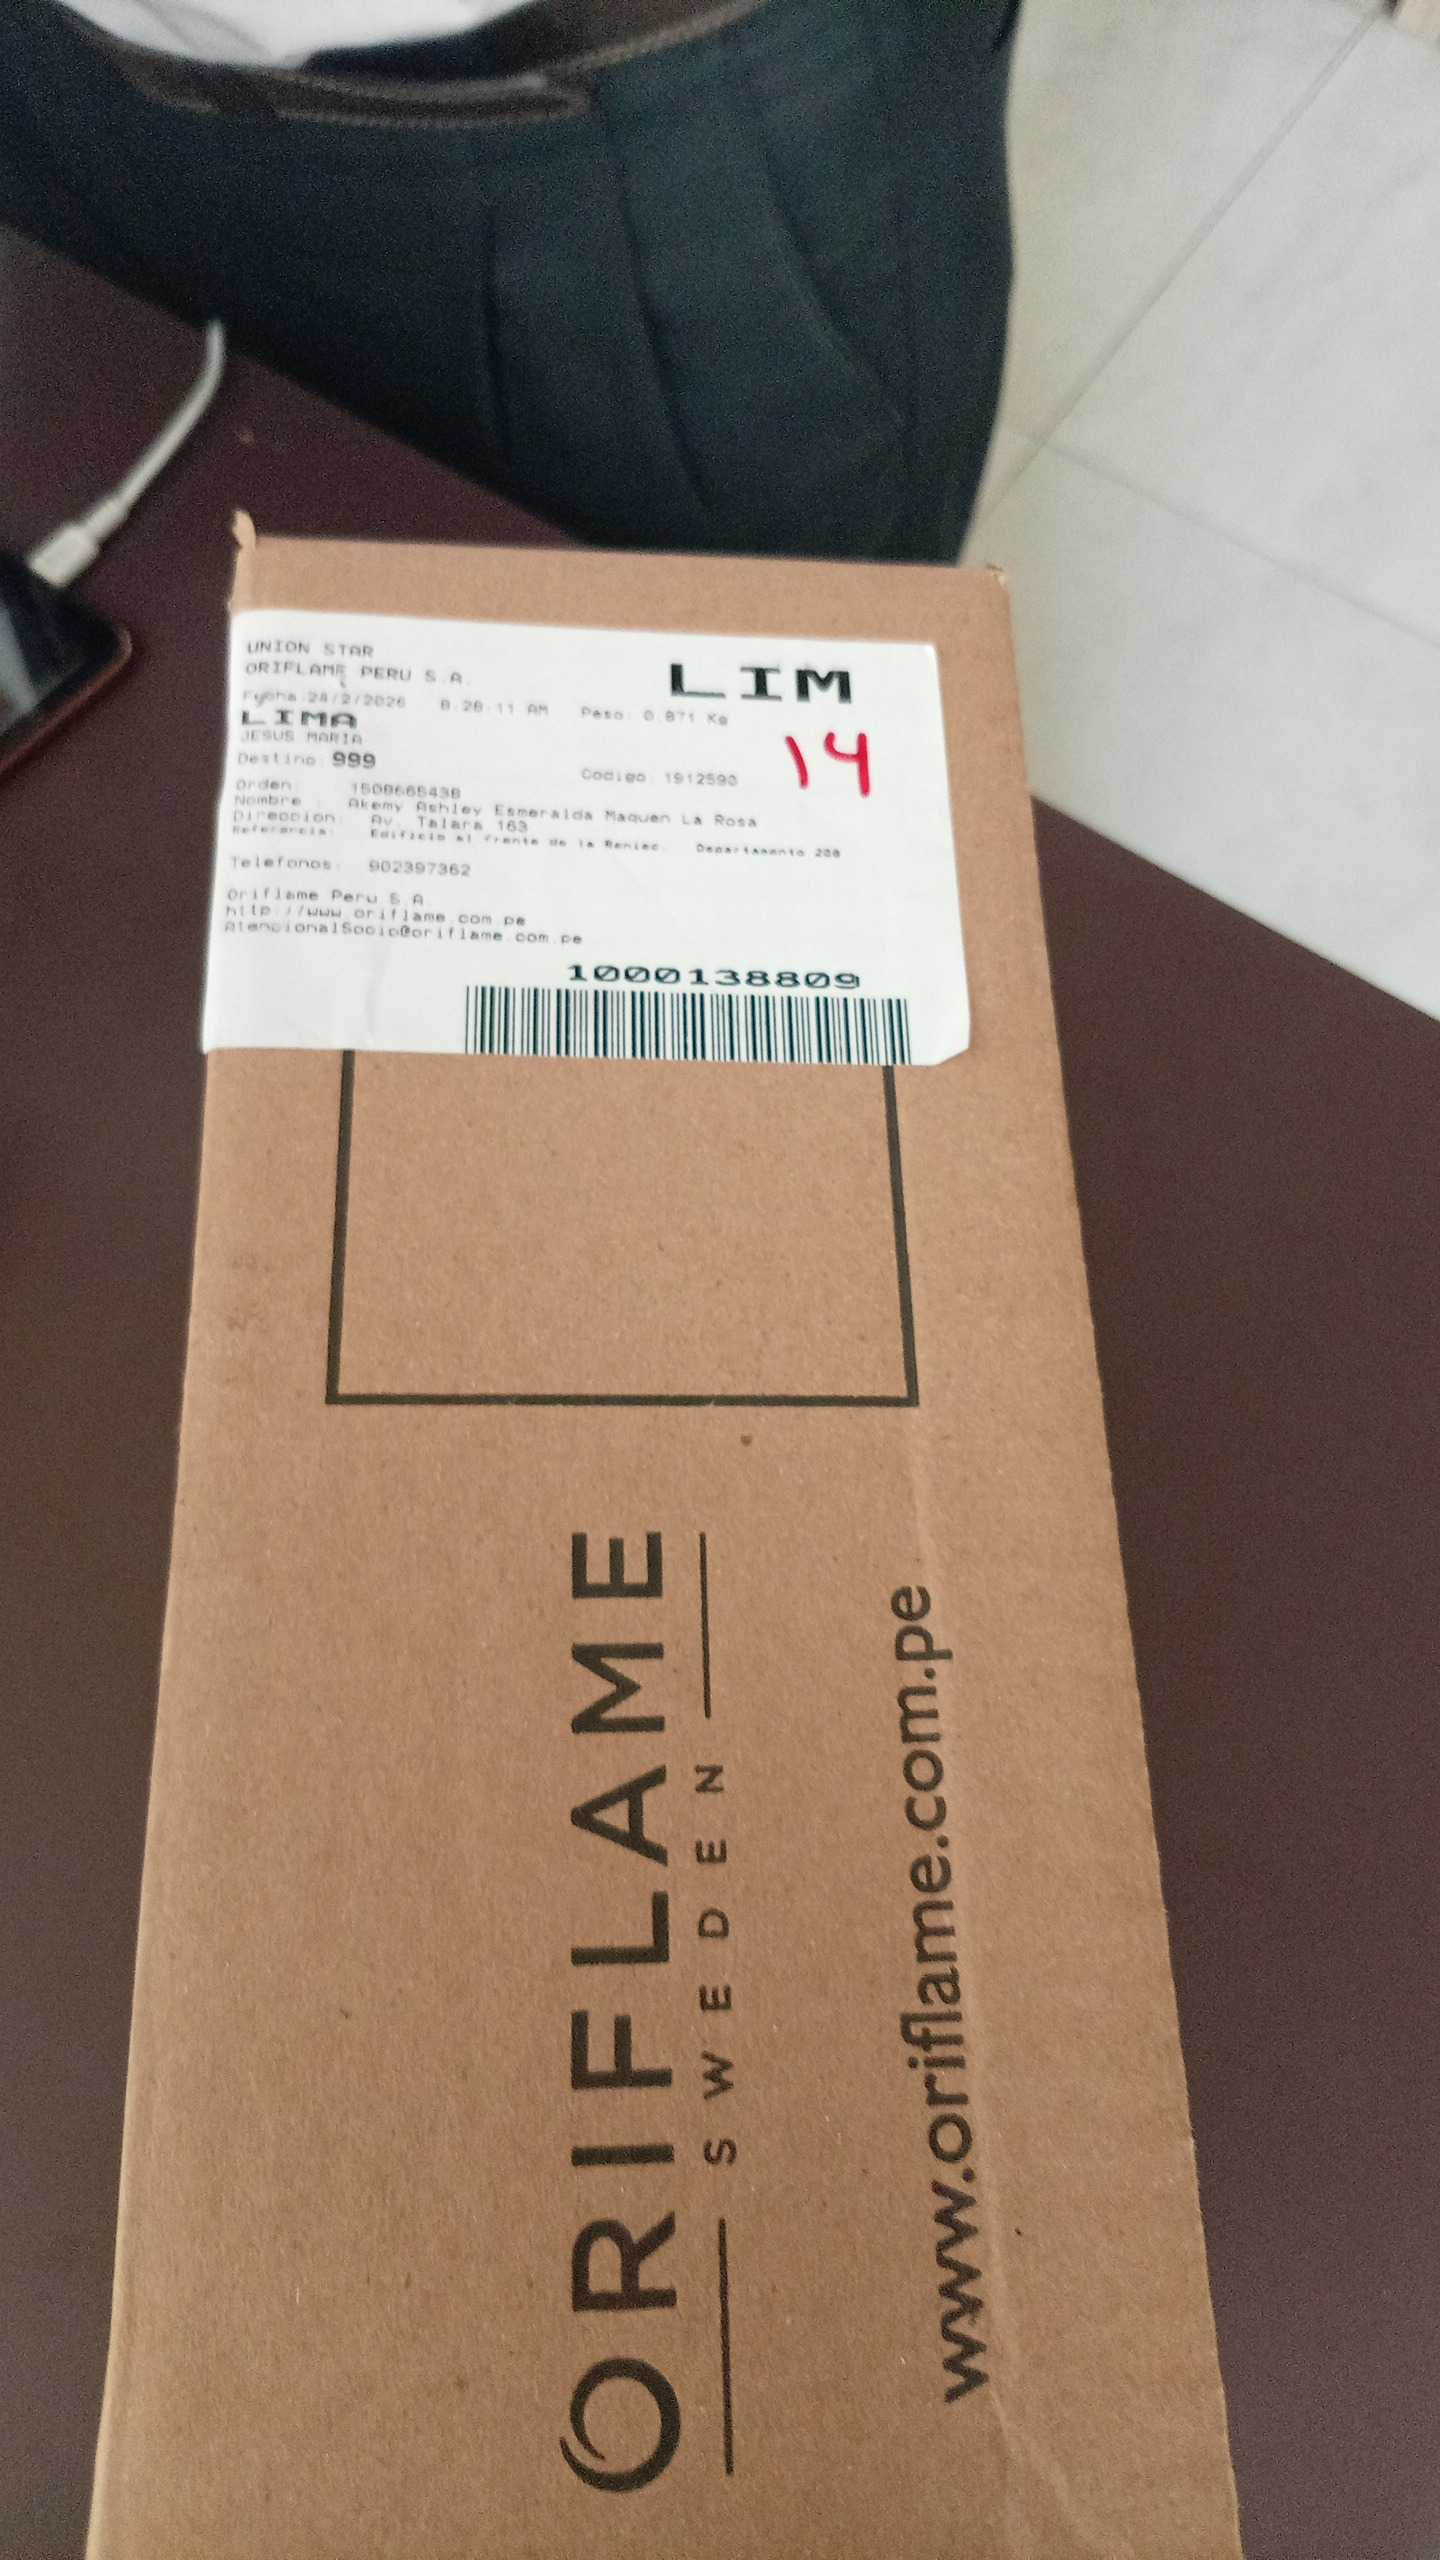 UNION STAR
ORIFLAME PERU S.A.
LIM
Fecha:24/2/2026 8:28:11 AM Peso: 0.871 Kg
LIMA
JESUS MARIA
14
Destino: 999
Codigo: 1912590
Orden: 1508665438
Nombre : Akemy Ashley Esmeralda Maquen La Rosa
Direccion: Av. Talara 163
Referencia: Edificio al frente de la Reniec. Departamento 208
Telefonos: 902397362
Oriflame Peru S.A.
http://www.oriflame.com.pe
AtencionalSocio@oriflame.com.pe
1000138809
ORIFLAME
SWEDEN
www.oriflame.com.pe